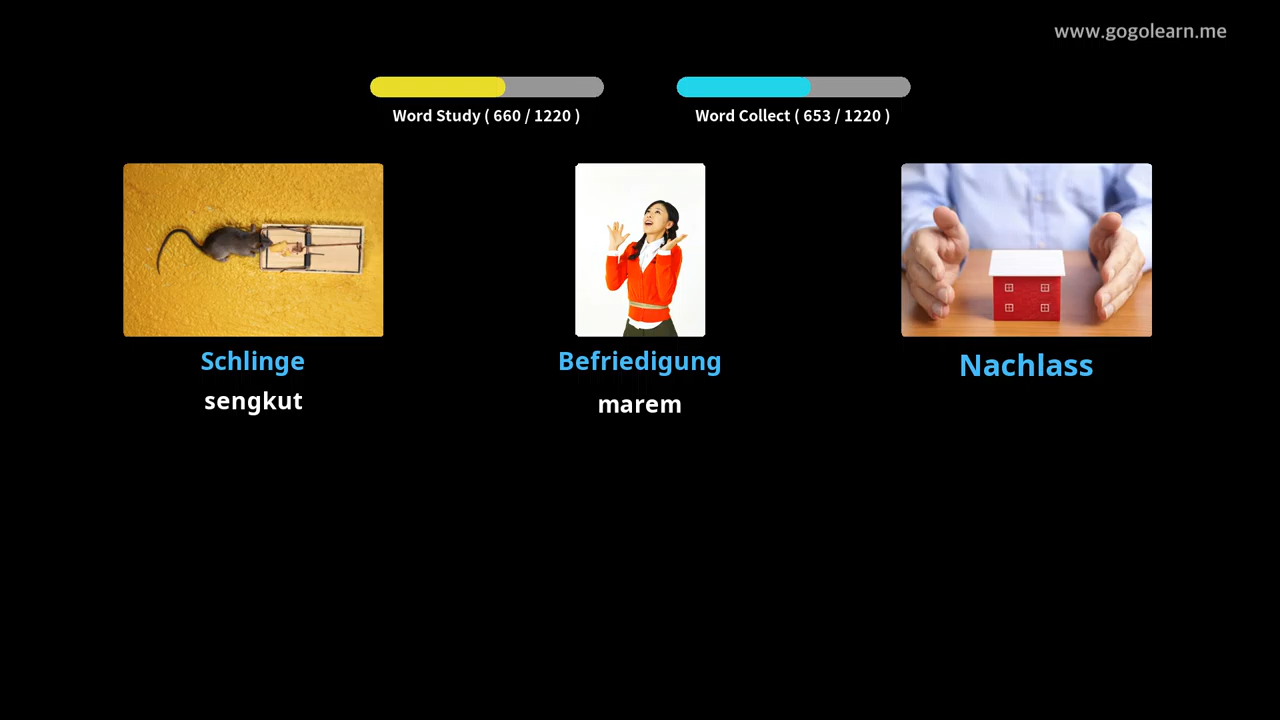 www.gogolearn.me
Word Study ( 660 / 1220 )
Word Collect ( 653 / 1220 )
Schlinge
Befriedigung
Nachlass
sengkut
marem